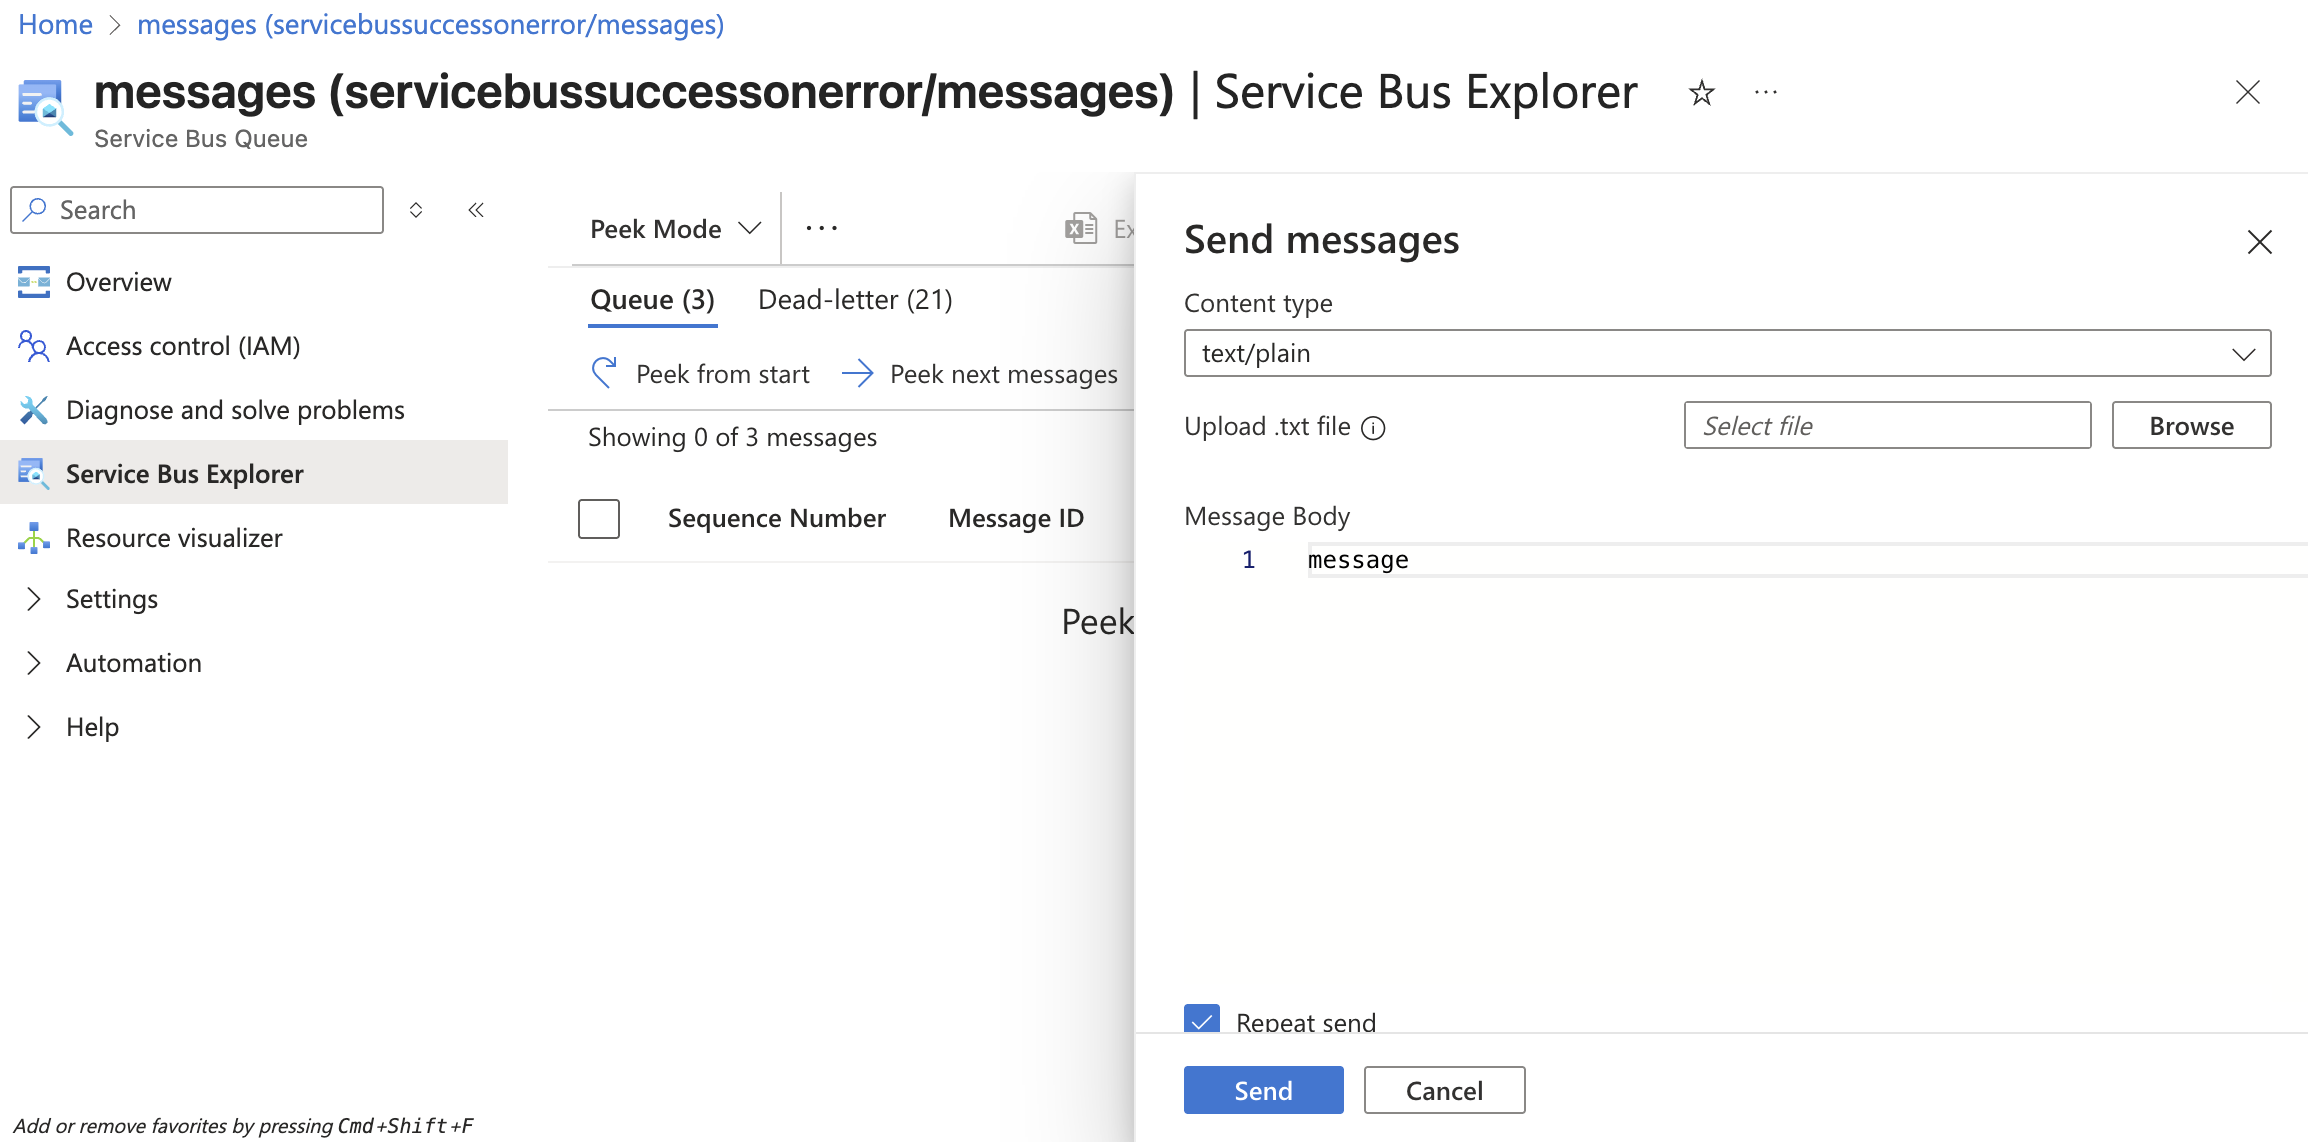 Home > messages (servicebussuccessonerror/messages)
messages (servicebussuccessonerror/messages) | Service Bus Explorer
Service Bus Queue
Search
Overview
Access control (IAM)
Diagnose and solve problems
Service Bus Explorer
Resource visualizer
Settings
Automation
Help
Add or remove favorites by pressing Cmd+Shift+F
Peek Mode
Ex
Queue (3) Dead-letter (21)
Peek from start Peek next messages
Showing 0 of 3 messages
Sequence Number Message ID
Peek
Send messages
Content type
text/plain
Upload .txt file Select file Browse
Message Body
1 message
Repeat send
Send Cancel